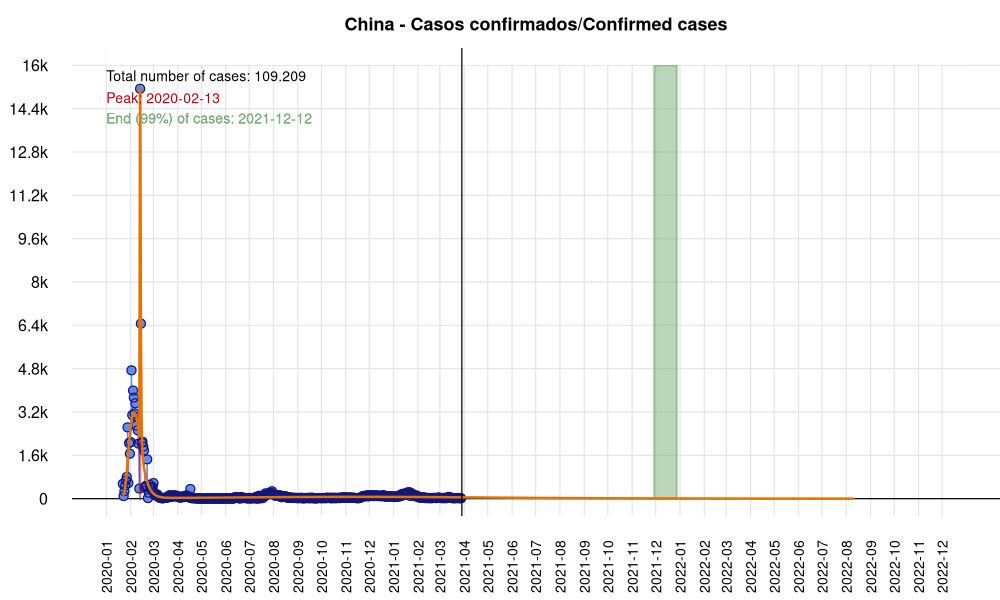 China - Casos confirmados/Confirmed cases
Total number of cases: 109.209
Peak: 2020-02-13
End (99%) of cases: 2021-12-12
16k
14.4k
12.8k
11.2k
9.6k
8k
6.4k
4.8k
3.2k
1.6k
0
2020-01
2020-02
2020-03
2020-04
2020-05
2020-06
2020-07
2020-08
2020-09
2020-10
2020-11
2020-12
2021-01
2021-02
2021-03
2021-04
2021-05
2021-06
2021-07
2021-08
2021-09
2021-10
2021-11
2021-12
2022-01
2022-02
2022-03
2022-04
2022-05
2022-06
2022-07
2022-08
2022-09
2022-10
2022-11
2022-12